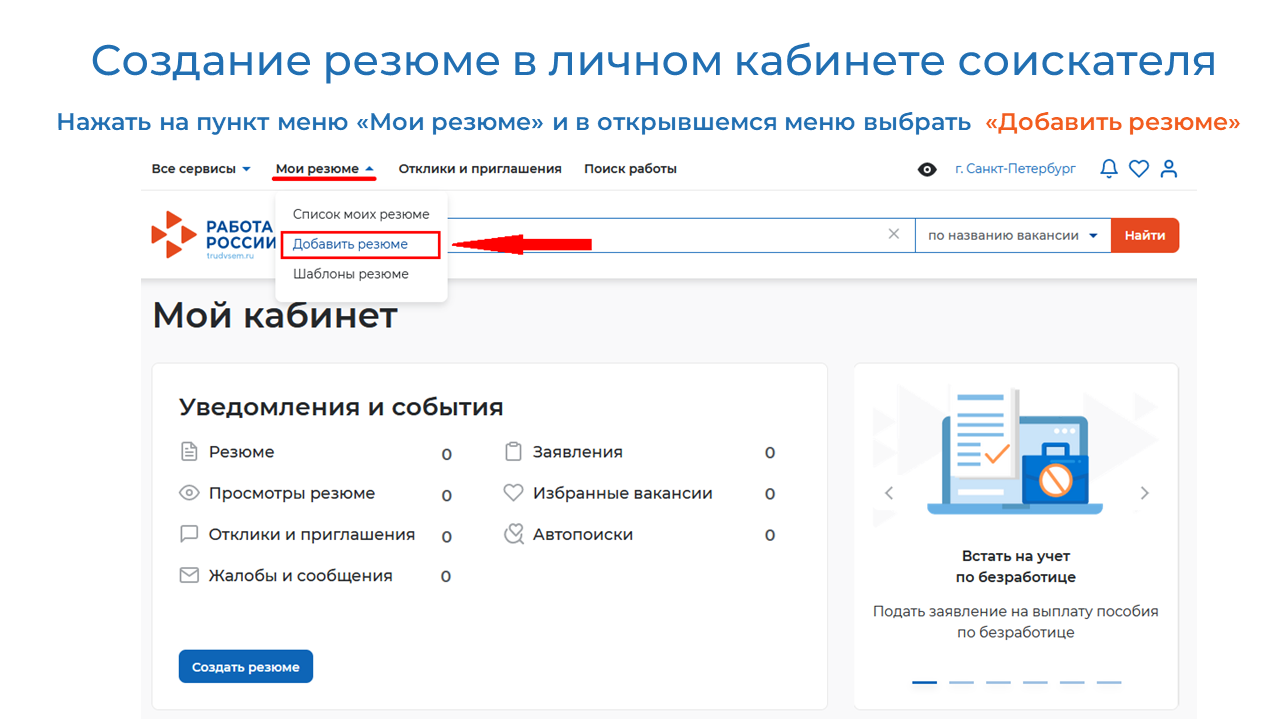 Создание резюме в личном кабинете соискателя
Нажать на пункт меню «Мои резюме» и в открывшемся меню выбрать «Добавить резюме»
Все сервисы Мои резюме Отклики и приглашения Поиск работы г. Санкт-Петербург
Список моих резюме
Добавить резюме
Шаблоны резюме
РАБОТА
РОССИИ
trudvsem.ru
по названию вакансии Найти
Мой кабинет
Уведомления и события
Резюме 0
Просмотры резюме 0
Отклики и приглашения 0
Жалобы и сообщения 0
Заявления 0
Избранные вакансии 0
Автопоиски 0
Создать резюме
Встать на учет
по безработице
Подать заявление на выплату пособия
по безработице